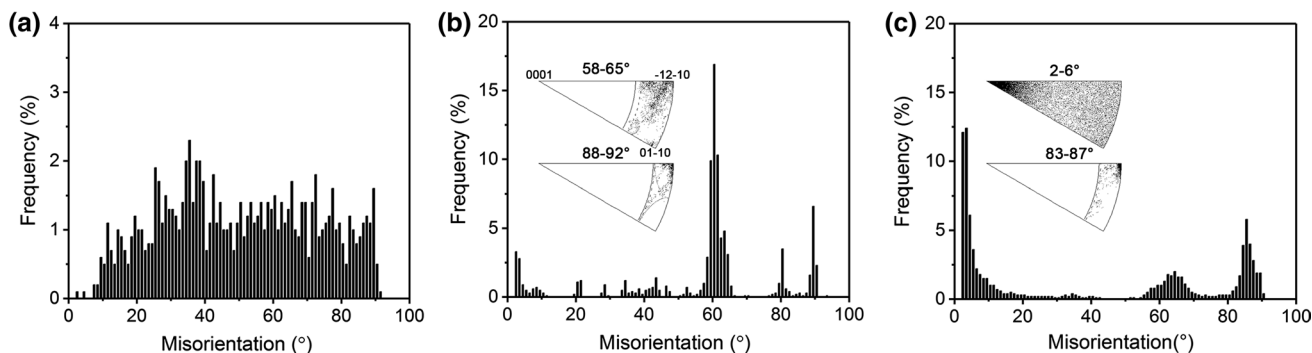 (a)
4
3
2
1
0
0 20 40 60 80 100
Frequency (%)
Misorientation (°)
(b)
20
15
10
5
0
0 20 40 60 80 100
Frequency (%)
Misorientation (°)
58-65°
0001
-12-10
01-10
88-92°
(c)
20
15
10
5
0
0 20 40 60 80 100
Frequency (%)
Misorientation(°)
2-6°
83-87°